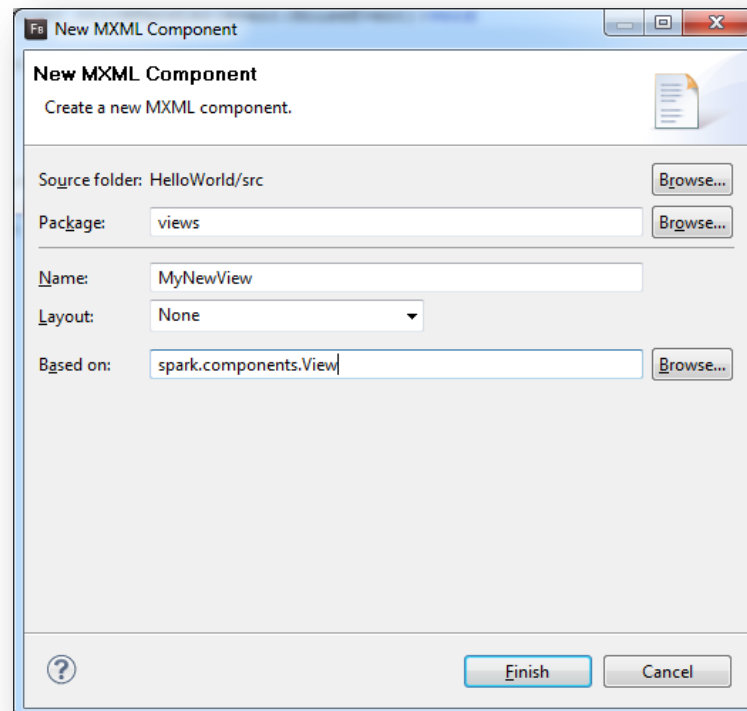 FB New MXML Component
New MXML Component
Create a new MXML component.
Source folder: HelloWorld/src Browse...
Package: views Browse...
Name: MyNewView
Layout: None
Based on: spark.components.View Browse...
? Finish Cancel